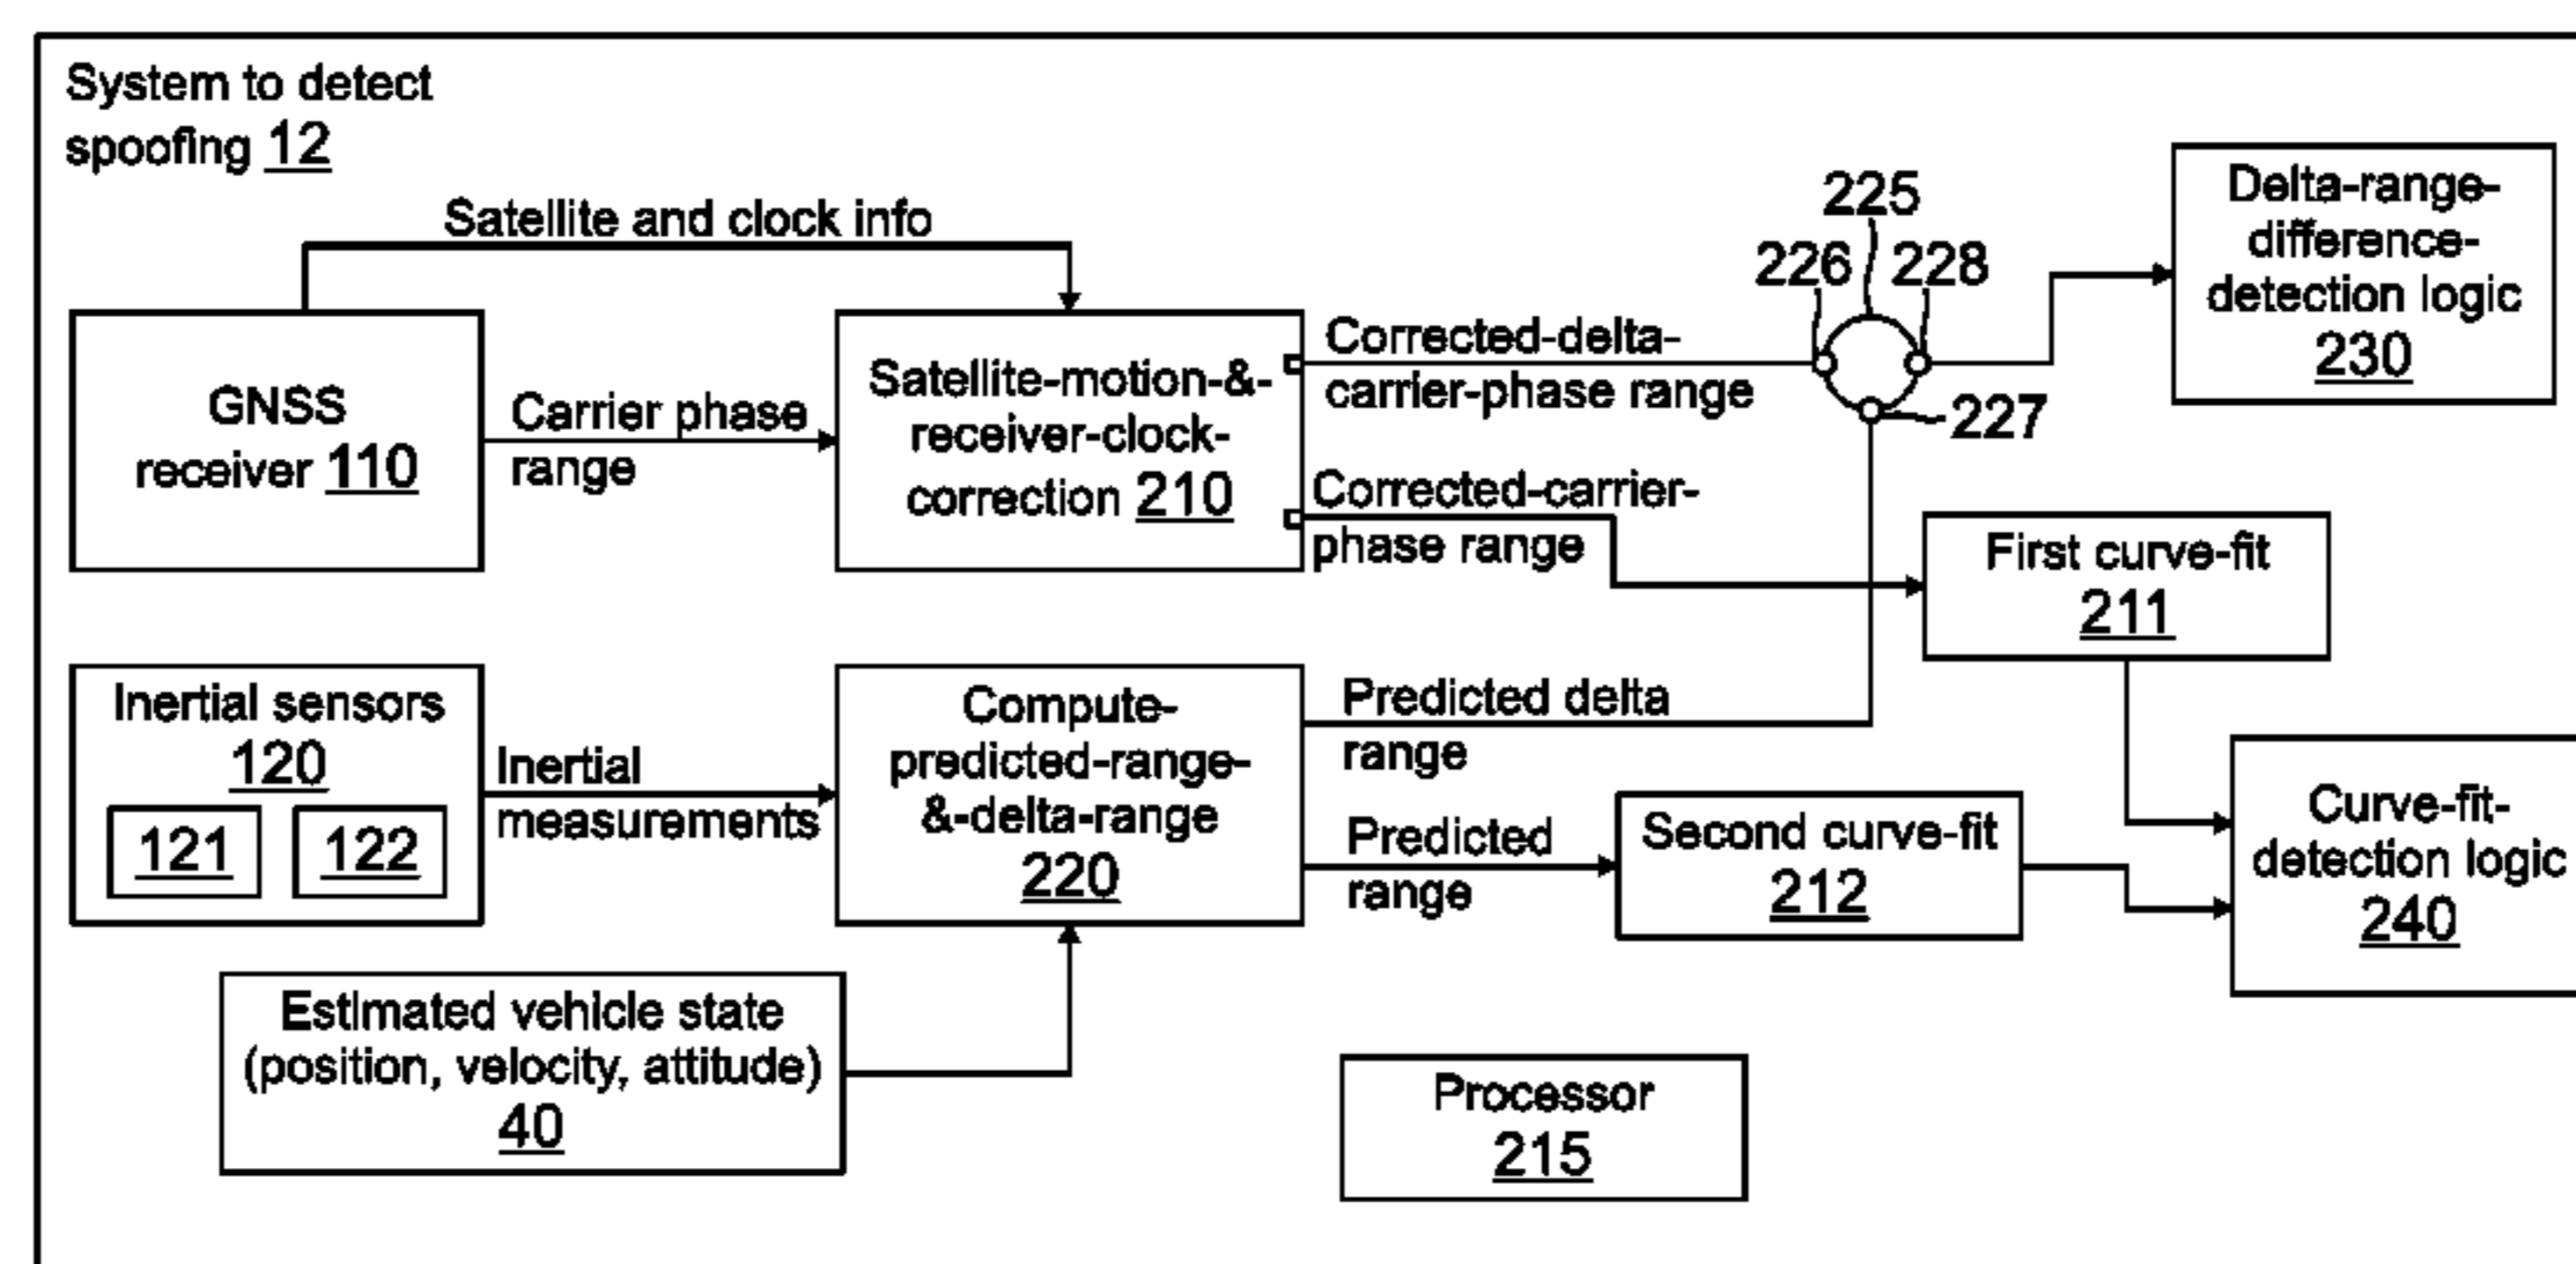 System to detect
spoofing 12
Satellite and clock info
GNSS
receiver 110
Carrier phase
range
Satellite-motion-&-
receiver-clock-
correction 210
Corrected-delta-
carrier-phase range
Corrected-carrier-
phase range
225
226
228
227
Delta-range-
difference-
detection logic
230
First curve-fit
211
Inertial sensors
120
121
122
Inertial
measurements
Compute-
predicted-range-
&-delta-range
220
Predicted delta
range
Predicted
range
Second curve-fit
212
Curve-fit-
detection logic
240
Estimated vehicle state
(position, velocity, attitude)
40
Processor
215